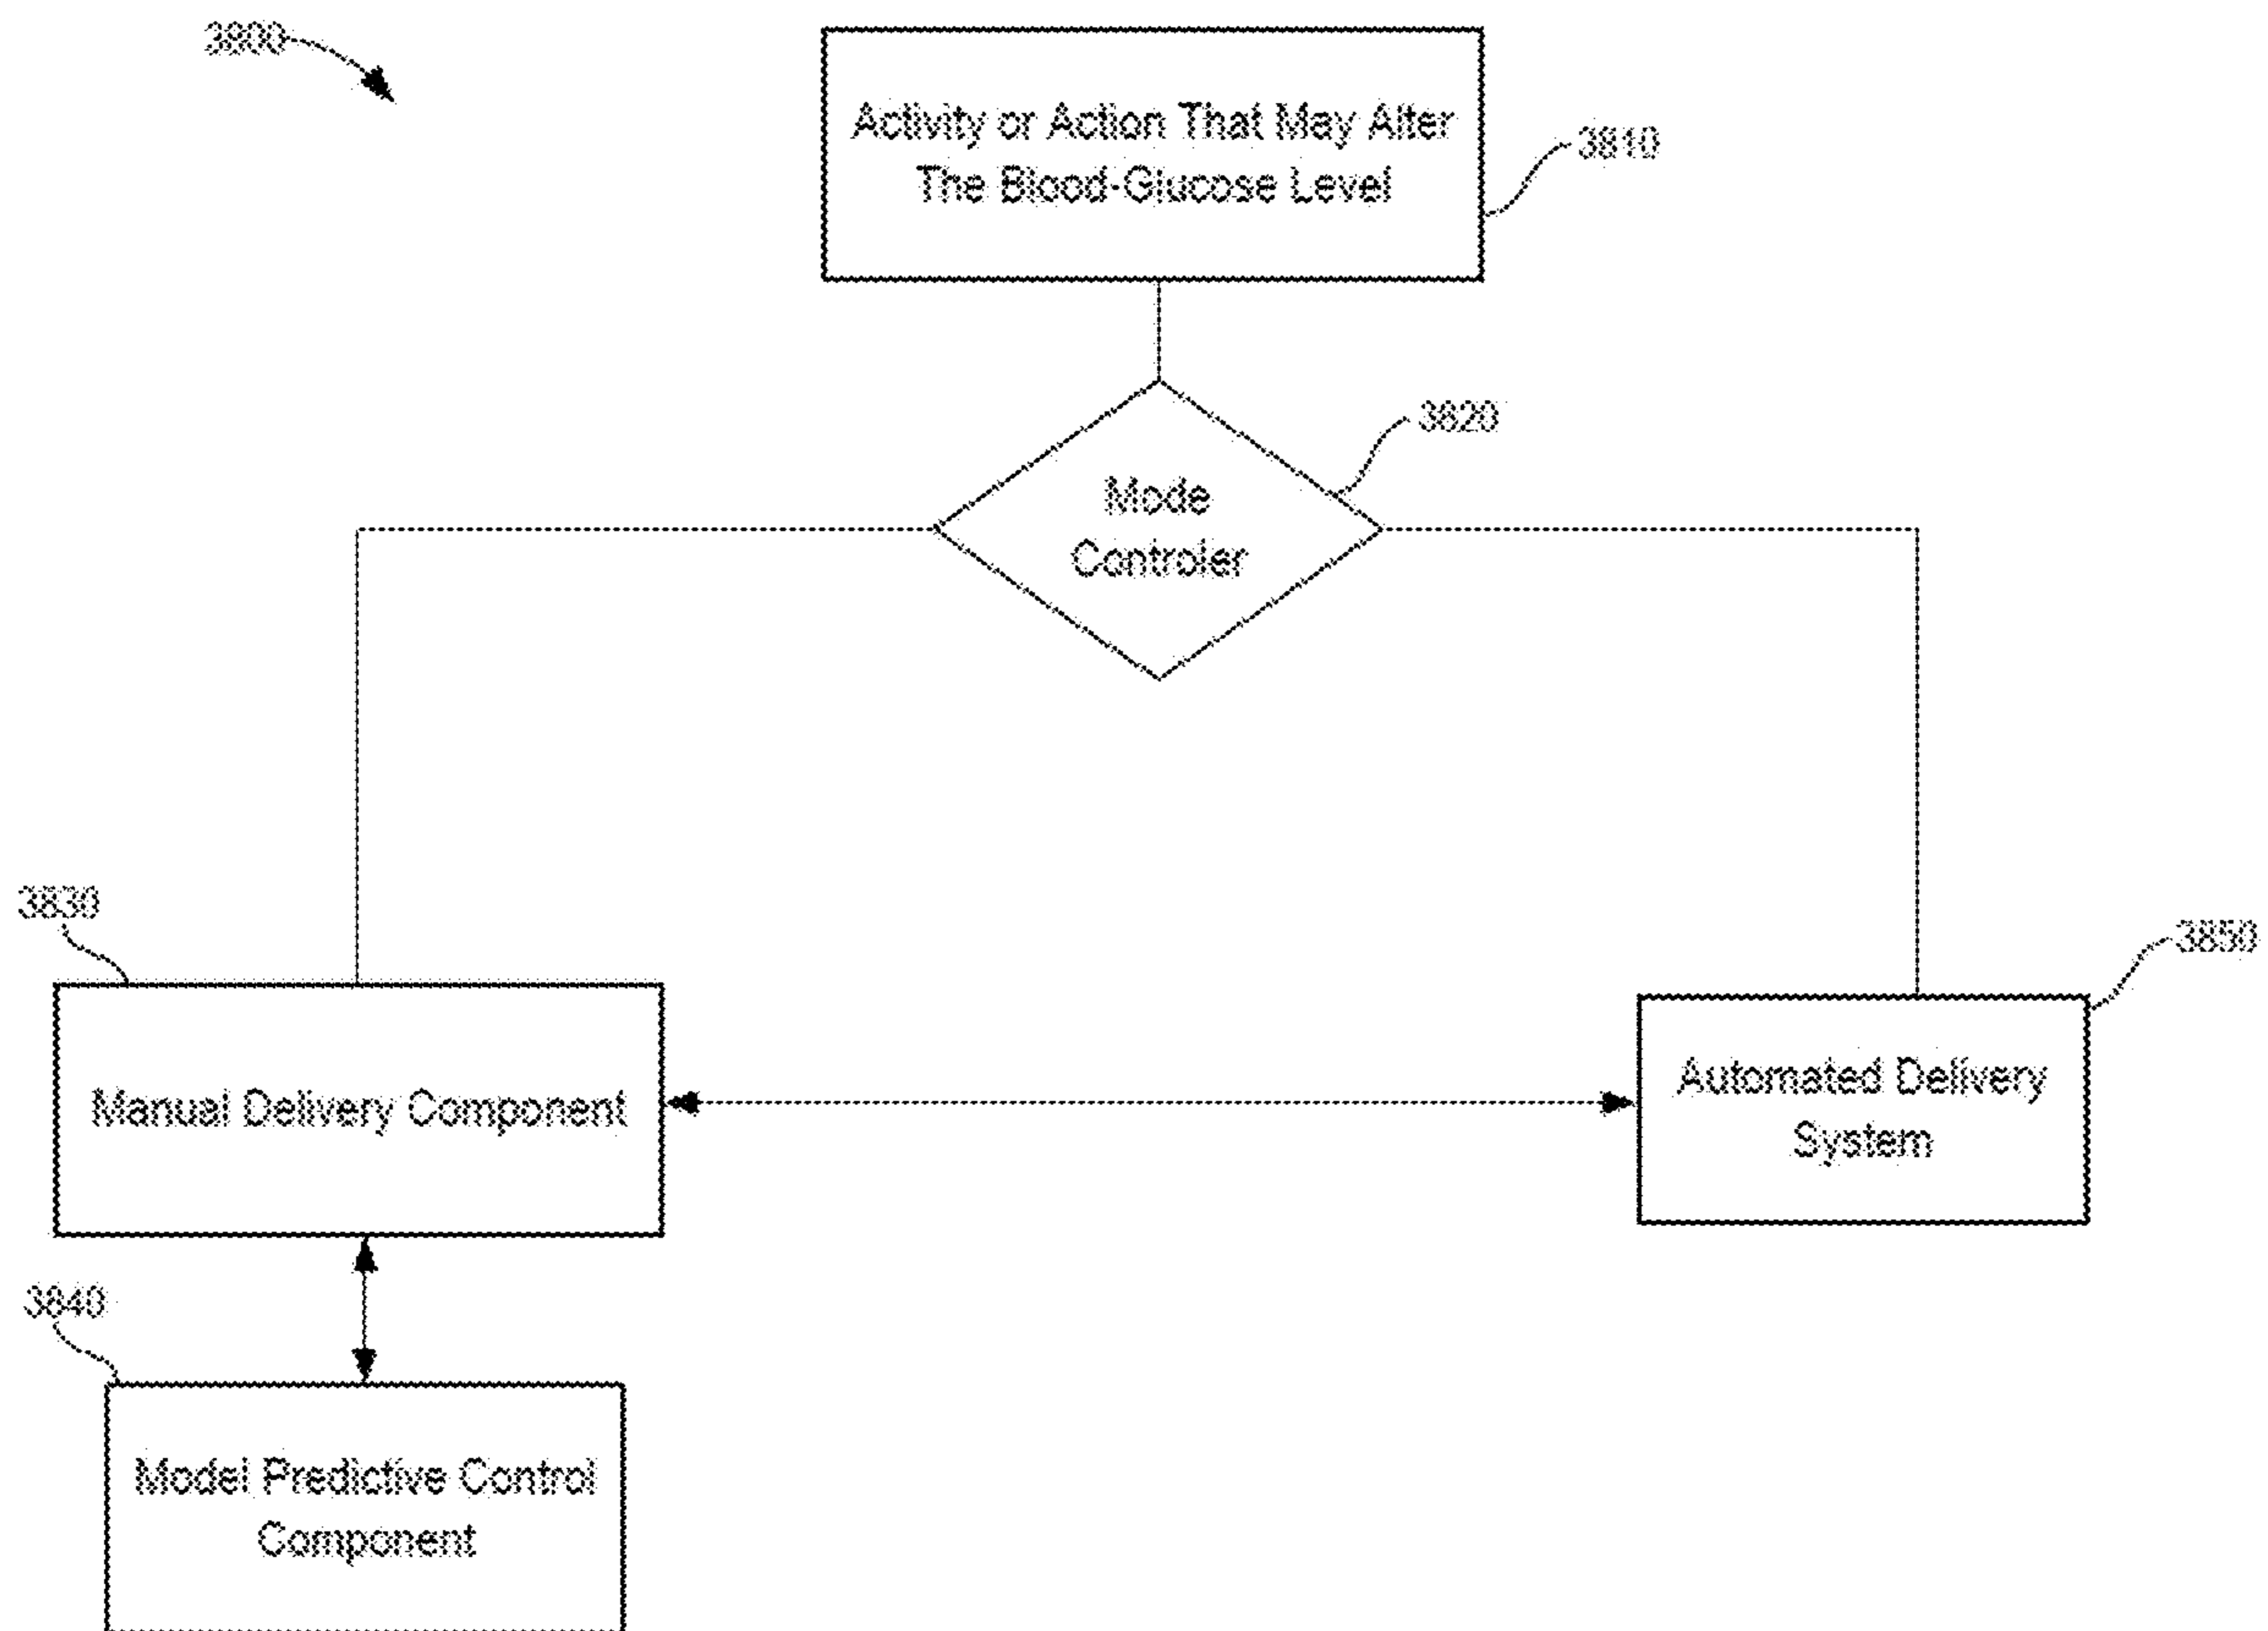 3800
Activity or Action That May Alter
The Blood-Glucose Level
3810
3820
Mode
Controler
3830
3850
Manual Delivery Component
Automated Delivery
System
3840
Model Predictive Control
Component